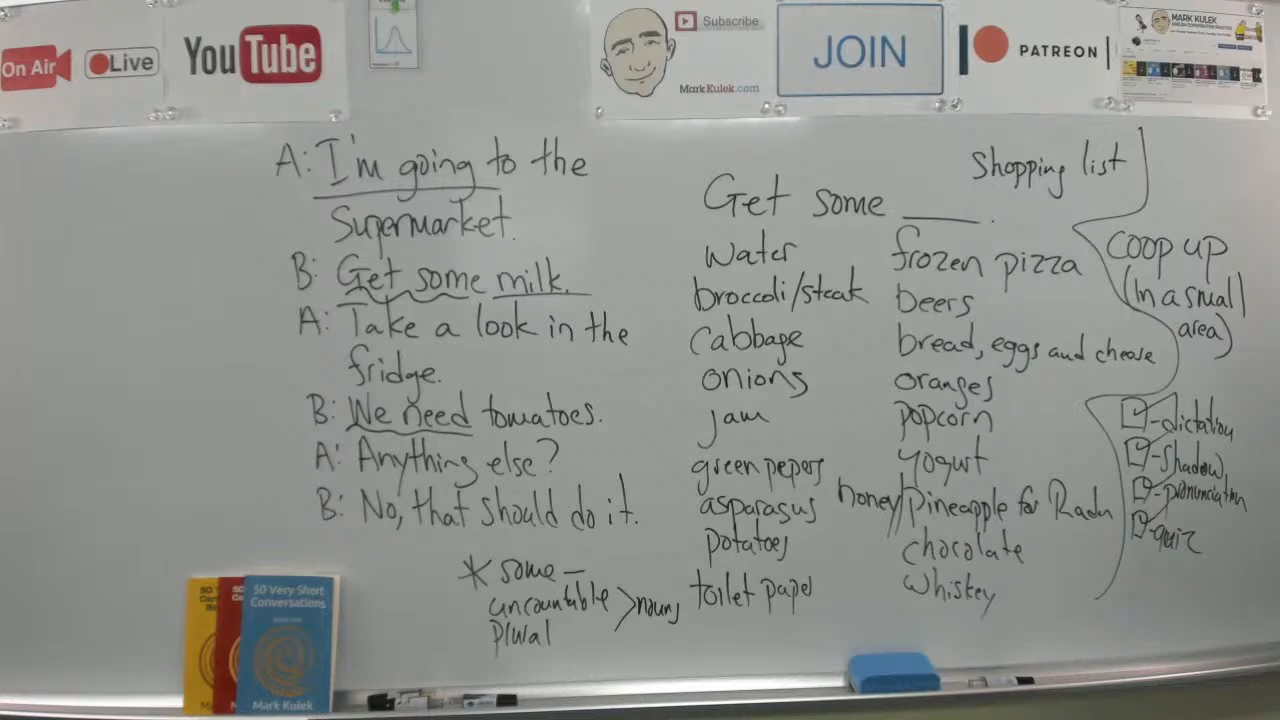 On Air
Live
YouTube
Subscribe
MarkKulek.com
JOIN
PATREON
MARK KULEK
A: I'm going to the
Supermarket.
B: Get some milk.
A: Take a look in the
fridge.
B: We need tomatoes.
A: Anything else?
B: No, that should do it.
* some -
uncountable > nouns
plural
Shopping list
Get some ____.
water
broccoli/steak
cabbage
onions
jam
green pepers
asparagus
potatoes
toilet paper
frozen pizza
beers
bread, eggs and cheese
oranges
popcorn
yogurt
honey/pineapple for Radu
chocolate
whiskey
coop up
(in a small
area)
- dictation
- shadow
- pronunciation
- quiz
50 Very Short
Conversations
Mark Kulek